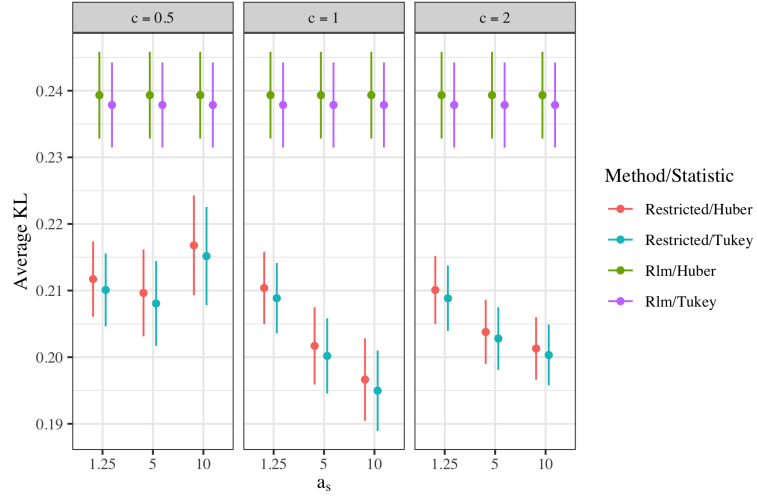 c = 0.5 c = 1 c = 2
Average KL
0.24
0.23
0.22
0.21
0.20
0.19
1.25 5 10 1.25 5 10 1.25 5 10
aₛ
Method/Statistic
Restricted/Huber
Restricted/Tukey
Rlm/Huber
Rlm/Tukey